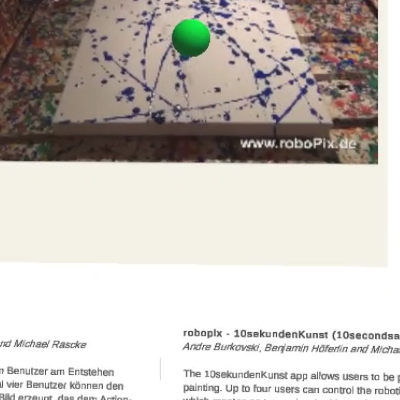 www.roboPix.de
nd Michael Rascke
Benutzer am Entstehen
vier Benutzer können den
Bild erzeugt, das dem Action-
robopix - 10sekundenKunst (10secondsa
Andre Burkovski, Benjamin Höferlin and Micha
The 10sekundenKunst app allows users to be p
painting. Up to four users can control the roboti